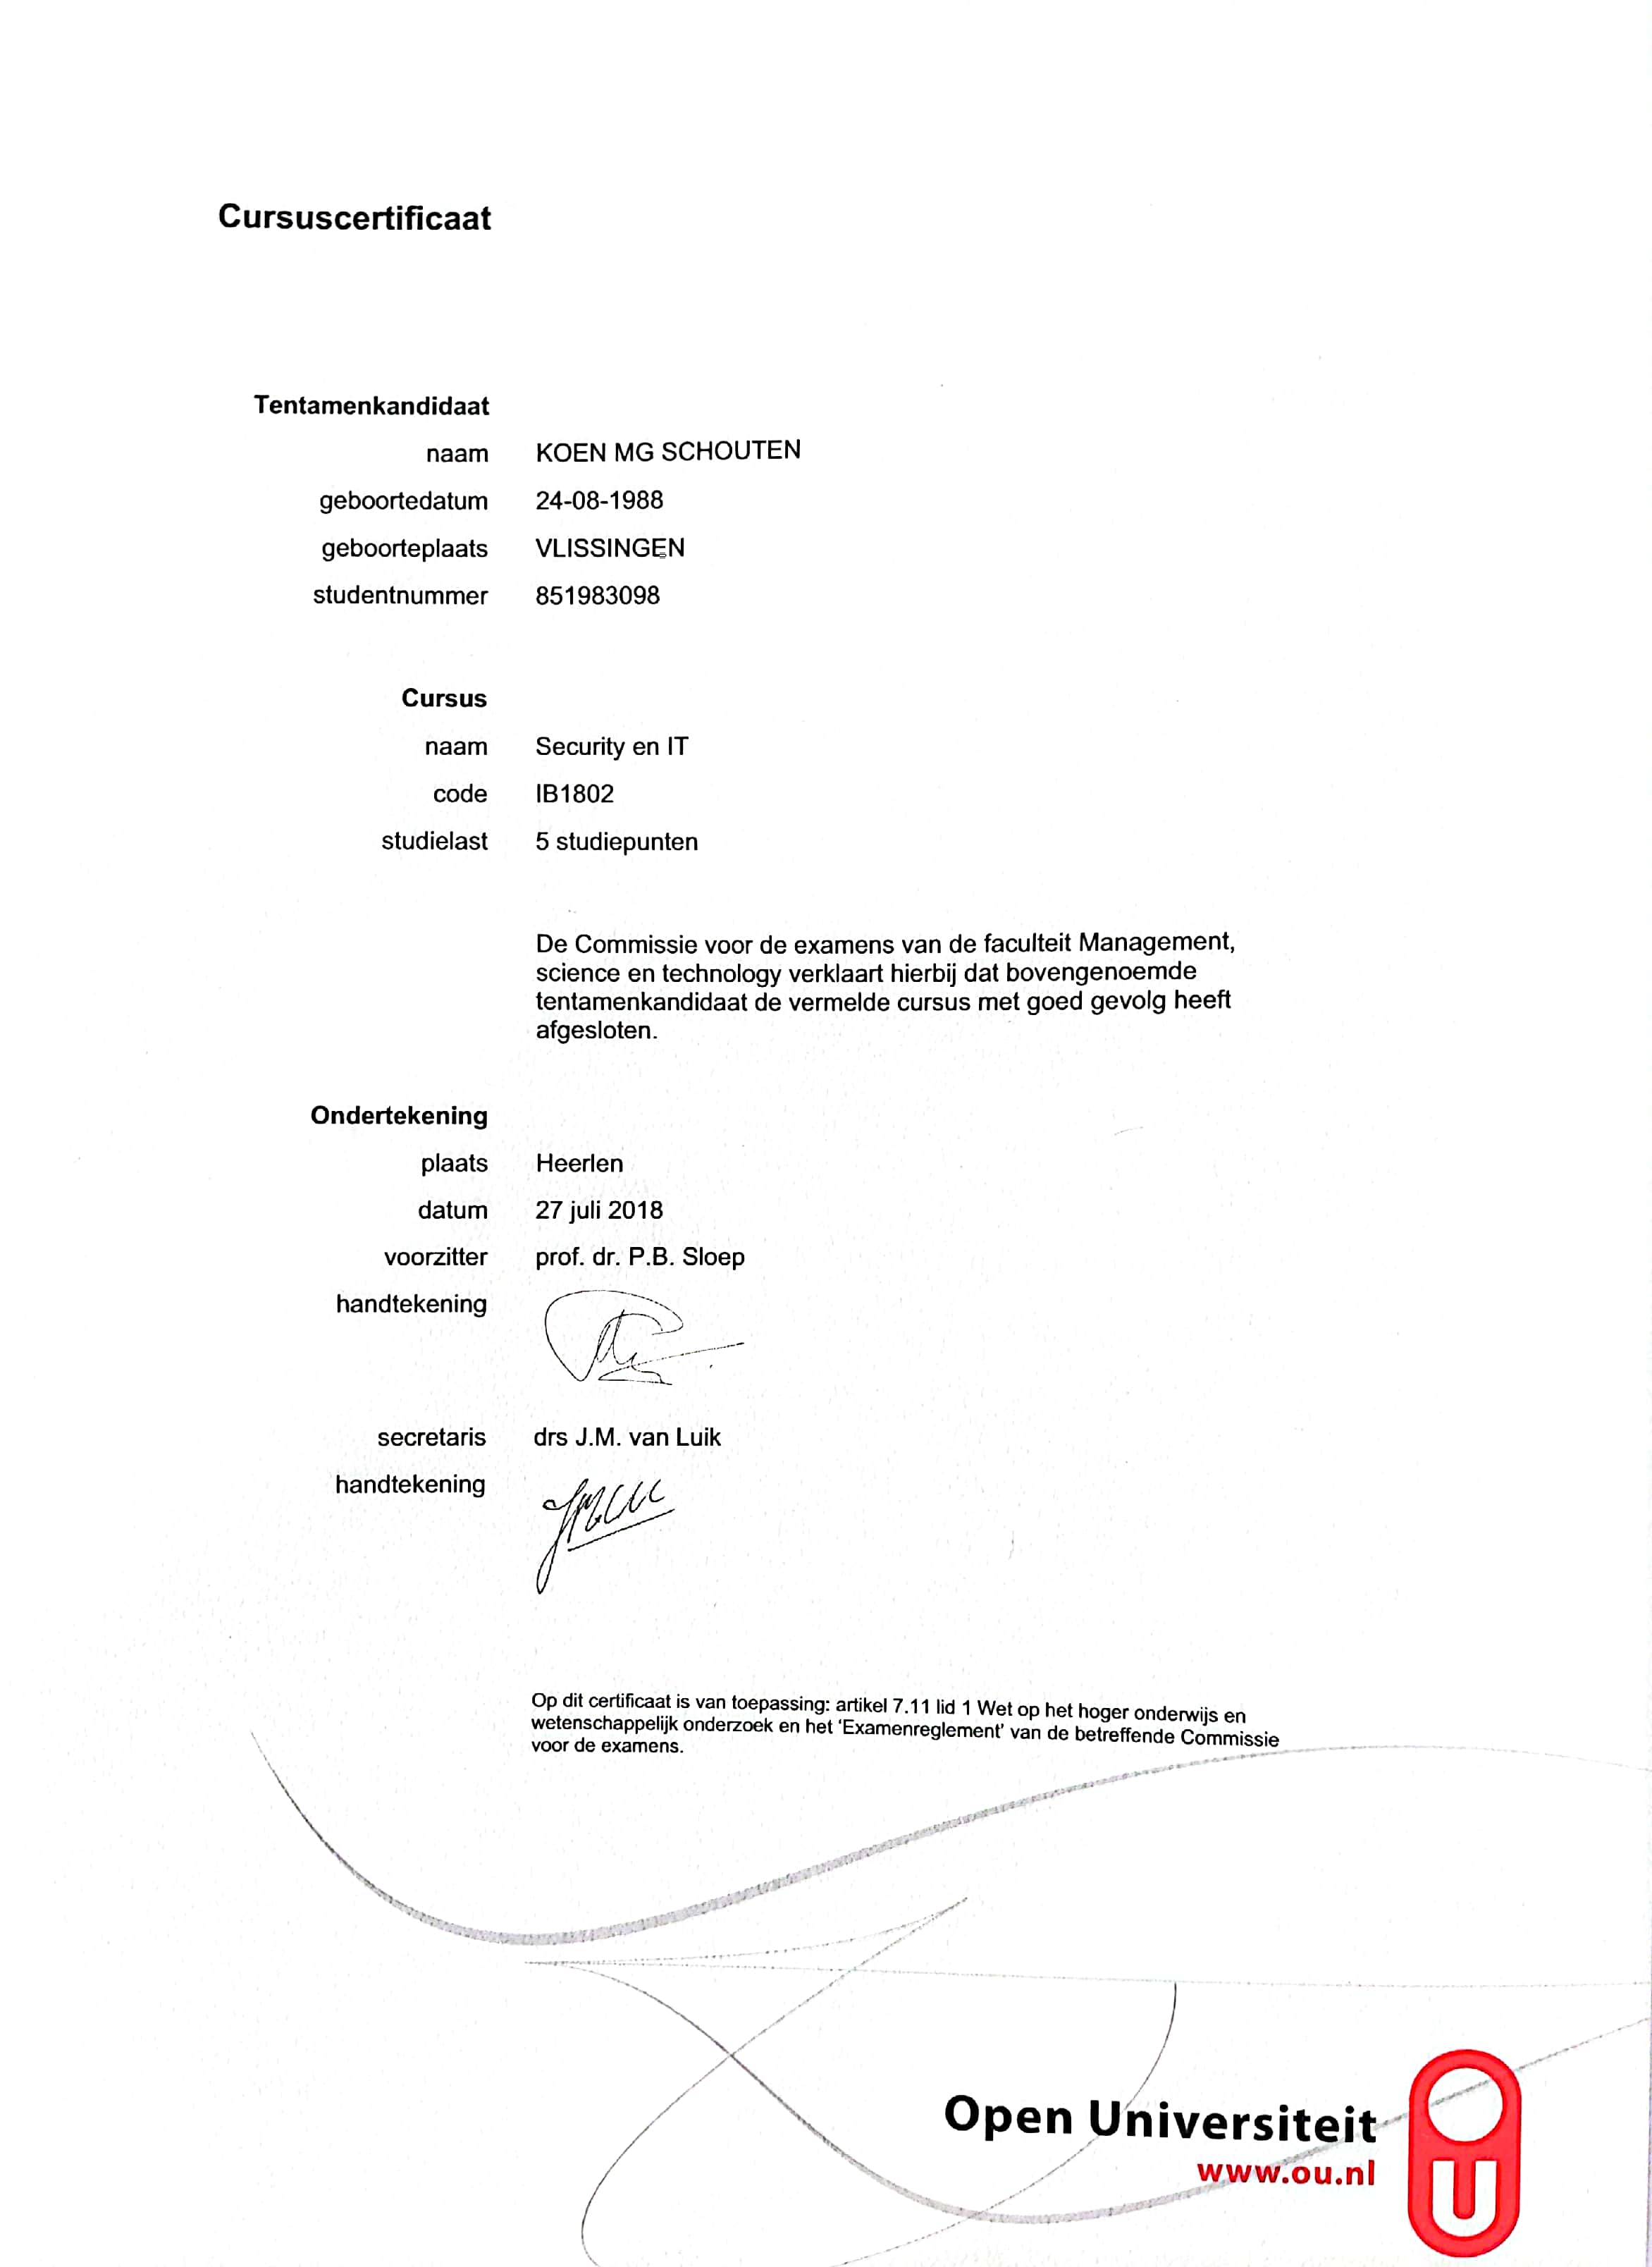 Cursuscertificaat
Tentamenkandidaat
naam KOEN MG SCHOUTEN
geboortedatum 24-08-1988
geboorteplaats VLISSINGEN
studentnummer 851983098
Cursus
naam Security en IT
code IB1802
studielast 5 studiepunten
De Commissie voor de examens van de faculteit Management,
science en technology verklaart hierbij dat bovengenoemde
tentamenkandidaat de vermelde cursus met goed gevolg heeft
afgesloten.
Ondertekening
plaats Heerlen
datum 27 juli 2018
voorzitter prof. dr. P.B. Sloep
handtekening
secretaris drs J.M. van Luik
handtekening
Op dit certificaat is van toepassing: artikel 7.11 lid 1 Wet op het hoger onderwijs en
wetenschappelijk onderzoek en het 'Examenreglement' van de betreffende Commissie
voor de examens.
Open Universiteit
www.ou.nl